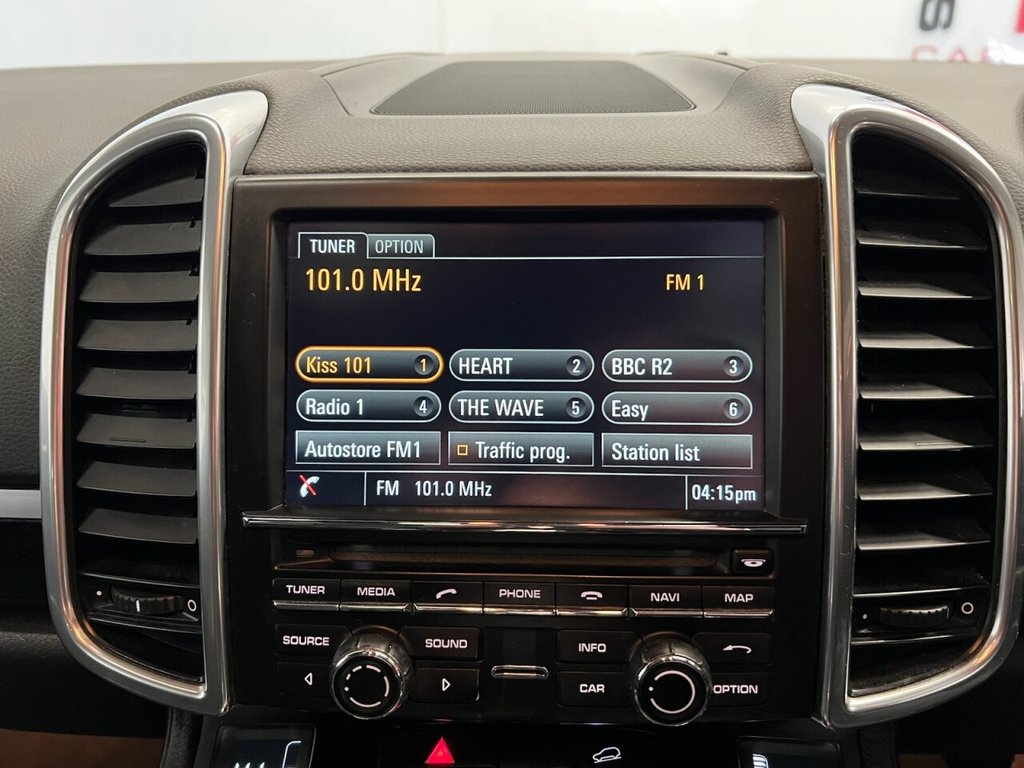 S
CA
TUNER OPTION
101.0 MHz FM 1
Kiss 101 1 HEART 2 BBC R2 3
Radio 1 4 THE WAVE 5 Easy 6
Autostore FM1 Traffic prog. Station list
FM 101.0 MHz 04:15pm
TUNER MEDIA PHONE NAVI MAP
SOURCE SOUND INFO
CAR OPTION